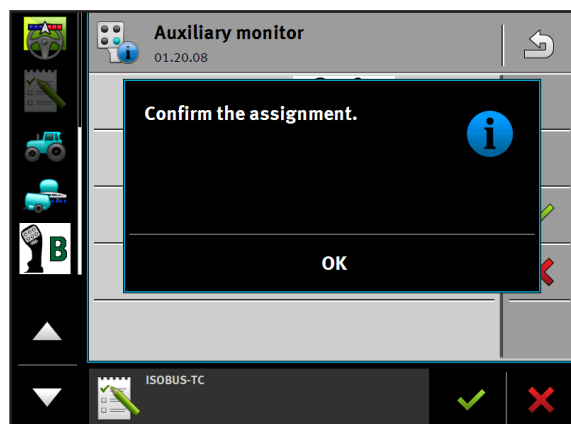 Auxiliary monitor
01.20.08
Confirm the assignment.
OK
B
ISOBUS-TC